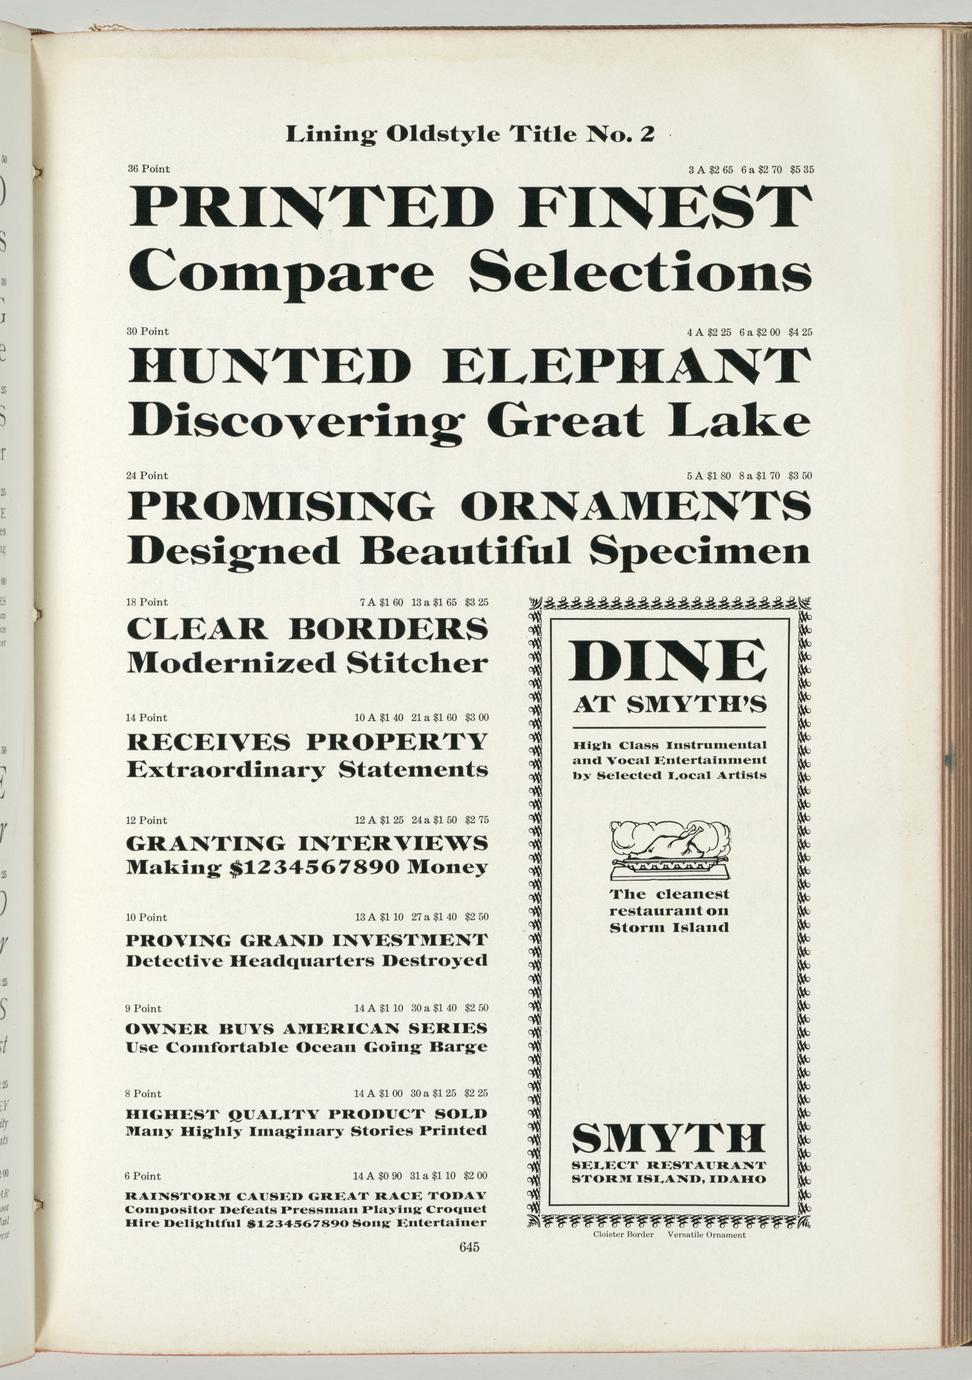 Lining Oldstyle Title No. 2
36 Point 3 A $2 65 6 a $2 70 $5 35
PRINTED FINEST
Compare Selections
30 Point 4 A $2 25 6 a $2 00 $4 25
HUNTED ELEPHANT
Discovering Great Lake
24 Point 5 A $1 80 8 a $1 70 $3 50
PROMISING ORNAMENTS
Designed Beautiful Specimen
18 Point 7 A $1 60 13 a $1 65 $3 25
CLEAR BORDERS
Modernized Stitcher
14 Point 10 A $1 40 21 a $1 60 $3 00
RECEIVES PROPERTY
Extraordinary Statements
12 Point 12 A $1 25 24 a $1 50 $2 75
GRANTING INTERVIEWS
Making $1234567890 Money
10 Point 13 A $1 10 27 a $1 40 $2 50
PROVING GRAND INVESTMENT
Detective Headquarters Destroyed
9 Point 14 A $1 10 30 a $1 40 $2 50
OWNER BUYS AMERICAN SERIES
Use Comfortable Ocean Going Barge
8 Point 14 A $1 00 30 a $1 25 $2 25
HIGHEST QUALITY PRODUCT SOLD
Many Highly Imaginary Stories Printed
6 Point 14 A $0 90 31 a $1 10 $2 00
RAINSTORM CAUSED GREAT RACE TODAY
Compositor Defeats Pressman Playing Croquet
Hire Delightful $1234567890 Song Entertainer
DINE
AT SMYTH'S
High Class Instrumental
and Vocal Entertainment
by Selected Local Artists
The cleanest
restaurant on
Storm Island
SMYTH
SELECT RESTAURANT
STORM ISLAND, IDAHO
Cloister Border Versatile Ornament
645